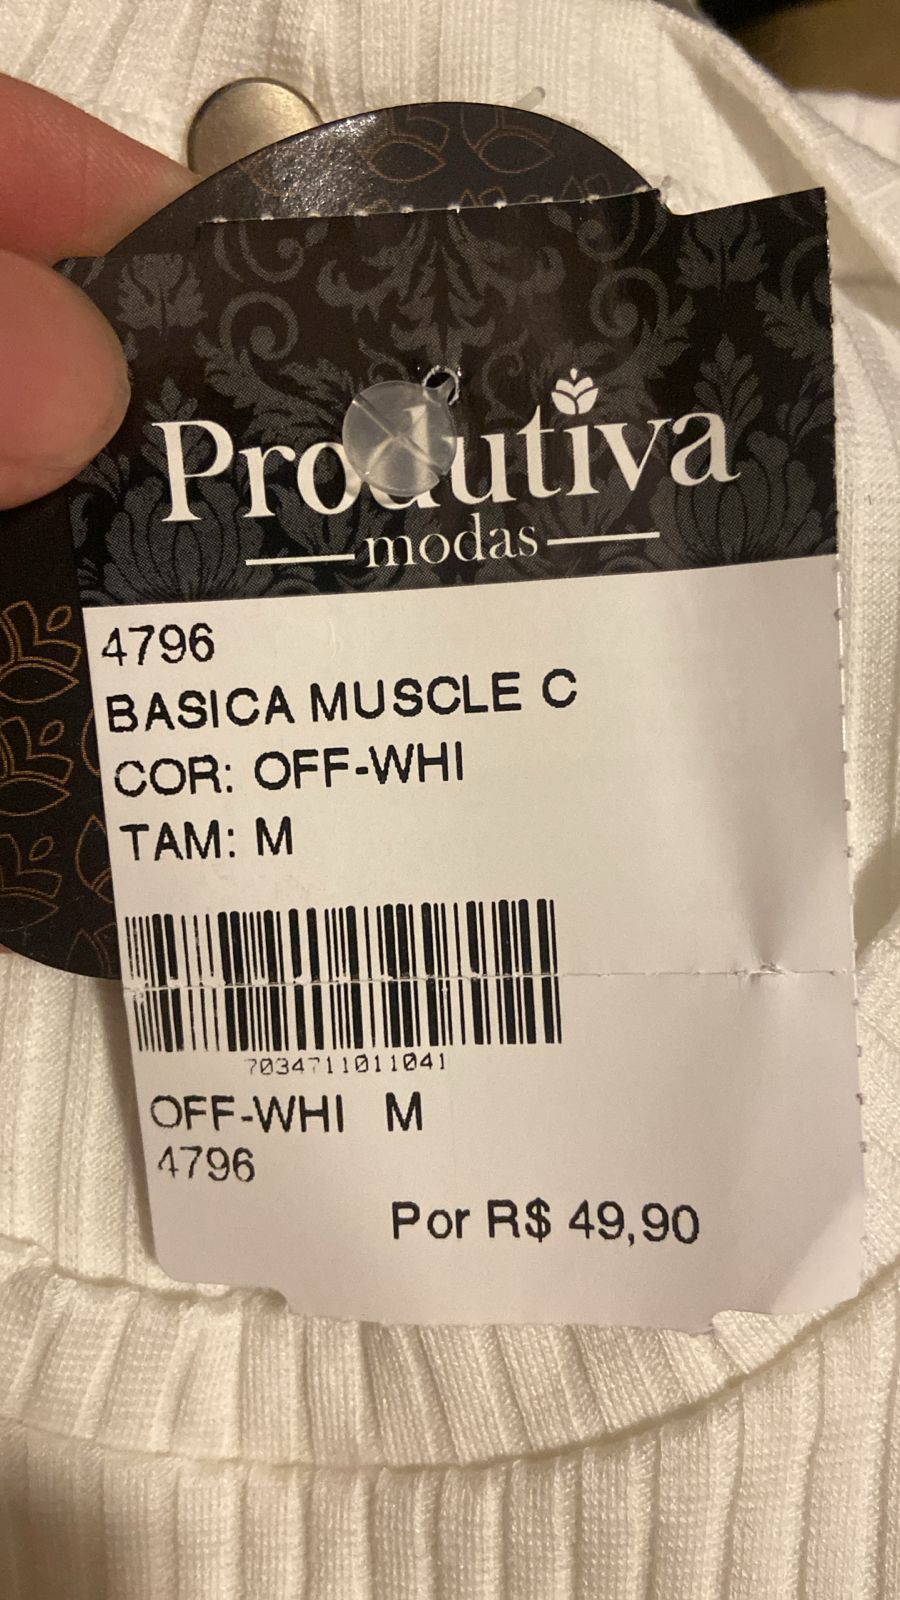 Produtiva
modas
4796
BASICA MUSCLE C
COR: OFF-WHI
TAM: M
7034711011041
OFF-WHI M
4796
Por R$ 49,90